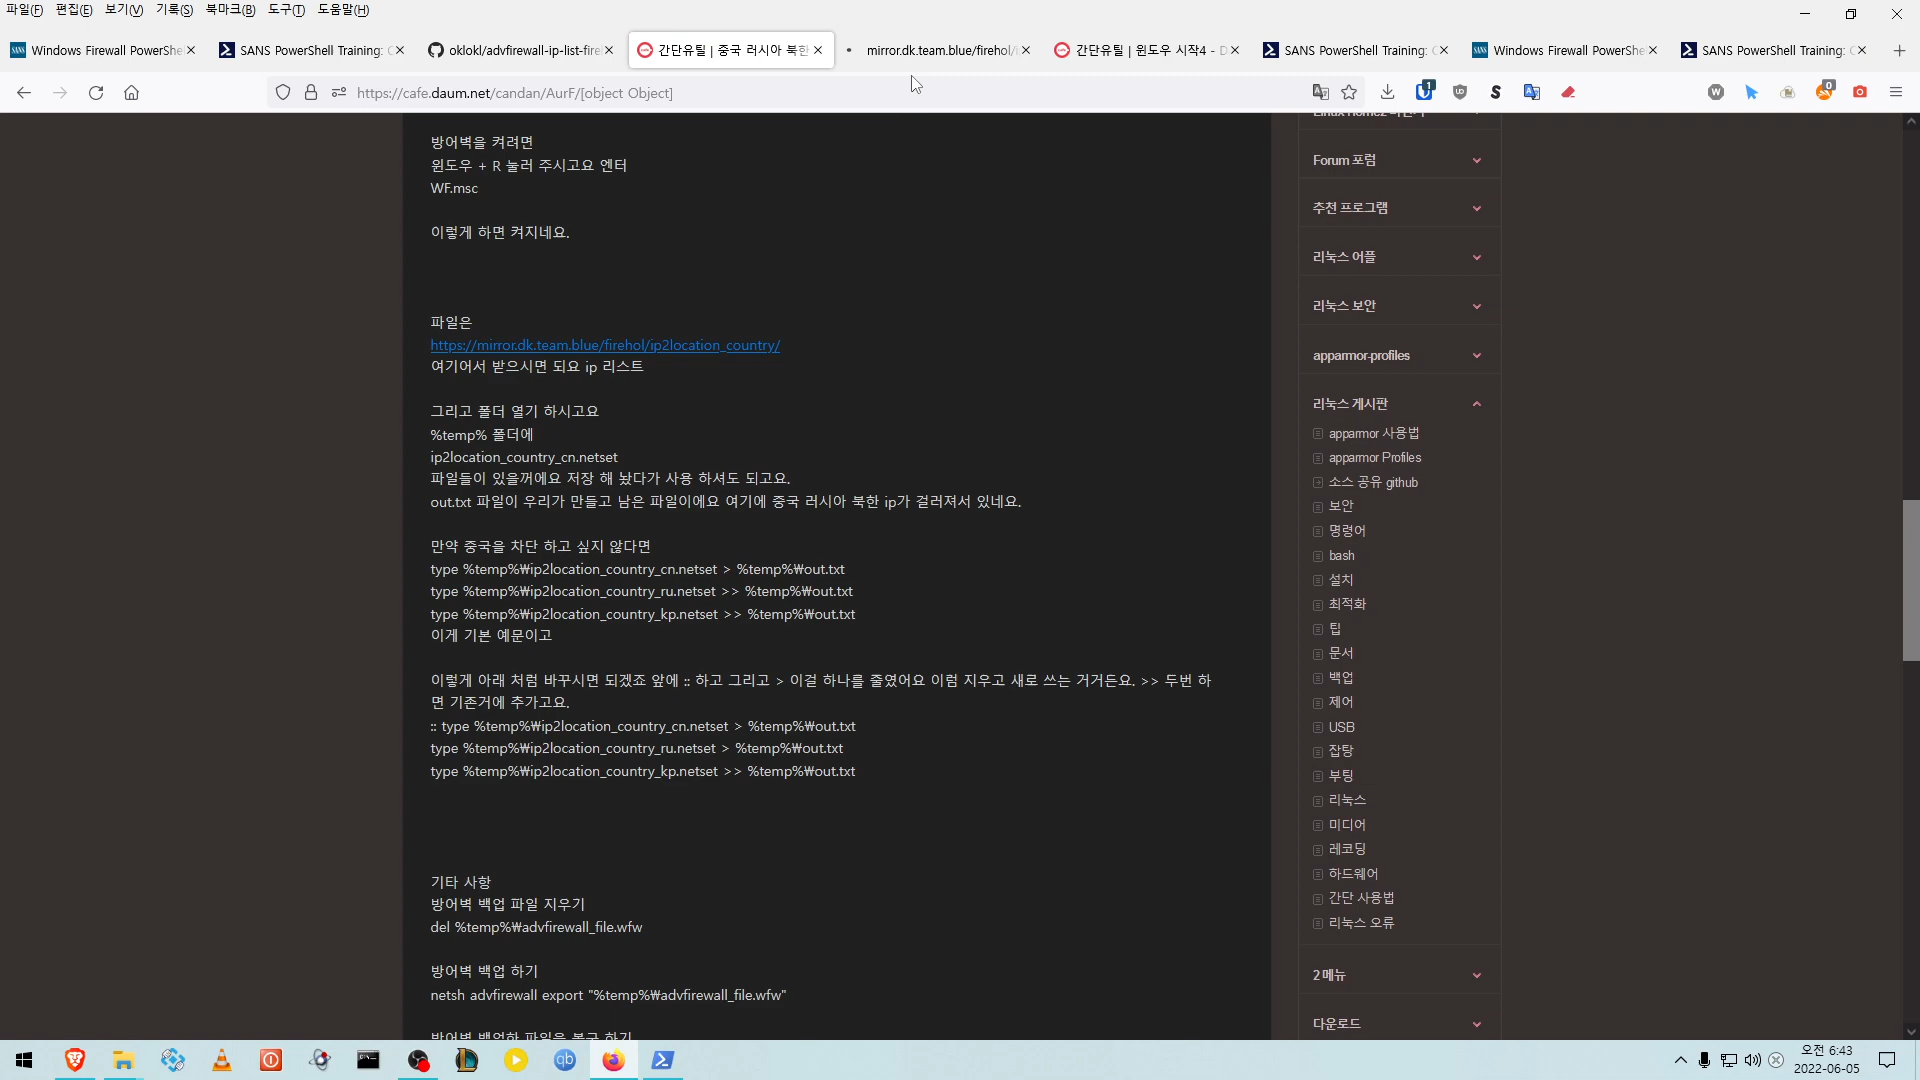 파일(F) 편집(E) 보기(V) 기록(S) 북마크(B) 도구(T) 도움말(H)
Windows Firewall PowerShe
SANS PowerShell Training: C
oklokl/advfirewall-ip-list-fire
간단유틸 | 중국 러시아 북한
mirror.dk.team.blue/firehol/i
간단유틸 | 윈도우 시작4 - D
SANS PowerShell Training: C
Windows Firewall PowerShe
SANS PowerShell Training: C
https://cafe.daum.net/candan/AurF/[object Object]
방어벽을 켜려면
윈도우 + R 눌러 주시고요 엔터
WF.msc
이렇게 하면 켜지네요.
파일은
https://mirror.dk.team.blue/firehol/ip2location_country/
여기어서 받으시면 되요 ip 리스트
그리고 폴더 열기 하시고요
%temp% 폴더에
ip2location_country_cn.netset
파일들이 있을꺼에요 저장 해 놨다가 사용 하셔도 되고요.
out.txt 파일이 우리가 만들고 남은 파일이에요 여기에 중국 러시아 북한 ip가 걸러져서 있네요.
만약 중국을 차단 하고 싶지 않다면
type %temp%₩ip2location_country_cn.netset > %temp%₩out.txt
type %temp%₩ip2location_country_ru.netset >> %temp%₩out.txt
type %temp%₩ip2location_country_kp.netset >> %temp%₩out.txt
이게 기본 예문이고
이렇게 아래 처럼 바꾸시면 되겠죠 앞에 :: 하고 그리고 > 이걸 하나를 줄였어요 이럼 지우고 새로 쓰는 거거든요. >> 두번 하
면 기존거에 추가고요.
:: type %temp%₩ip2location_country_cn.netset > %temp%₩out.txt
type %temp%₩ip2location_country_ru.netset > %temp%₩out.txt
type %temp%₩ip2location_country_kp.netset >> %temp%₩out.txt
기타 사항
방어벽 백업 파일 지우기
del %temp%₩advfirewall_file.wfw
방어벽 백업 하기
netsh advfirewall export "%temp%₩advfirewall_file.wfw"
방어벽 백업한 파일을 복구 하기
Forum 포럼
추천 프로그램
리눅스 어플
리눅스 보안
apparmor-profiles
리눅스 게시판
apparmor 사용법
apparmor Profiles
소스 공유 github
보안
명령어
bash
설치
최적화
팁
문서
백업
제어
USB
잡탕
부팅
리눅스
미디어
레코딩
하드웨어
간단 사용법
리눅스 오류
2 메뉴
다운로드
오전 6:43
2022-06-05